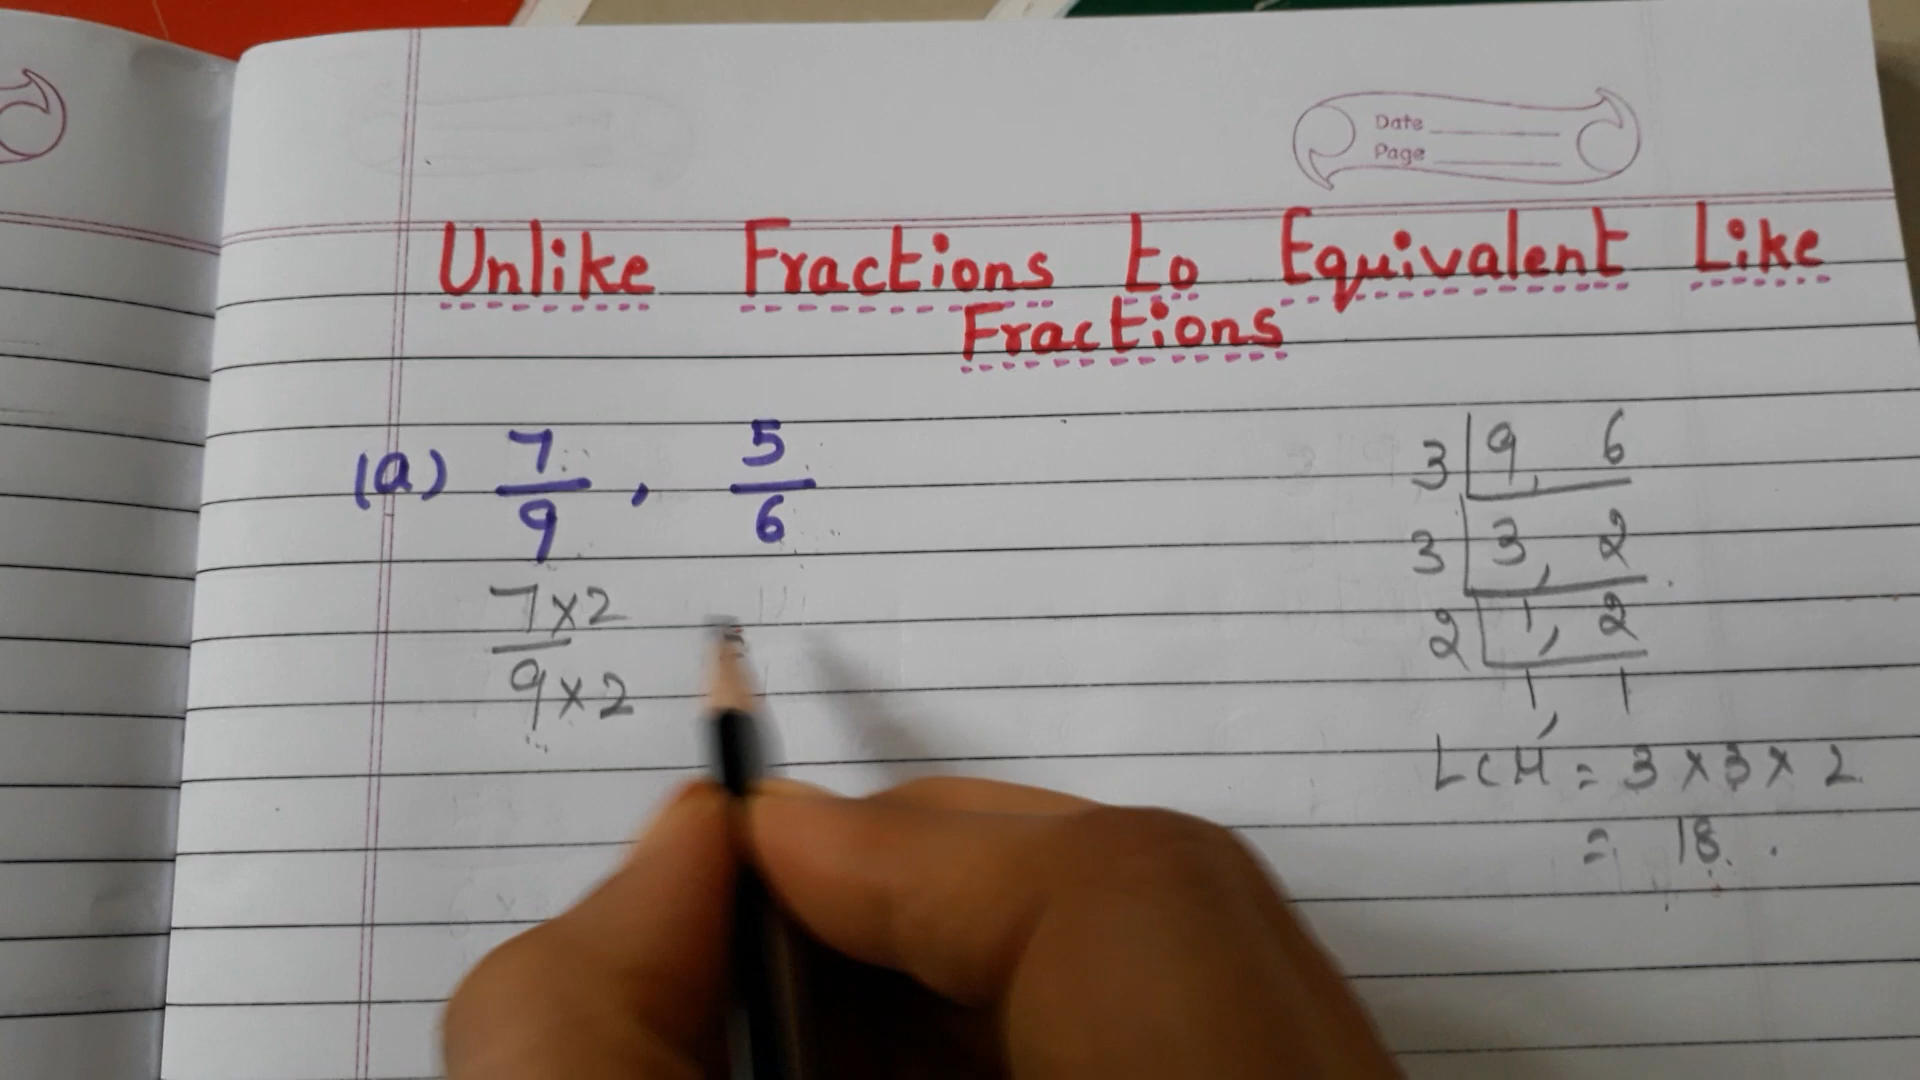 Date
Page
Unlike Fractions to Equivalent Like
Fractions
(a) 7/9 , 5/6
7×2
9×2
3 | 9, 6
3 | 3, 2
2 | 1, 2
1, 1
LCM = 3 × 3 × 2
= 18.